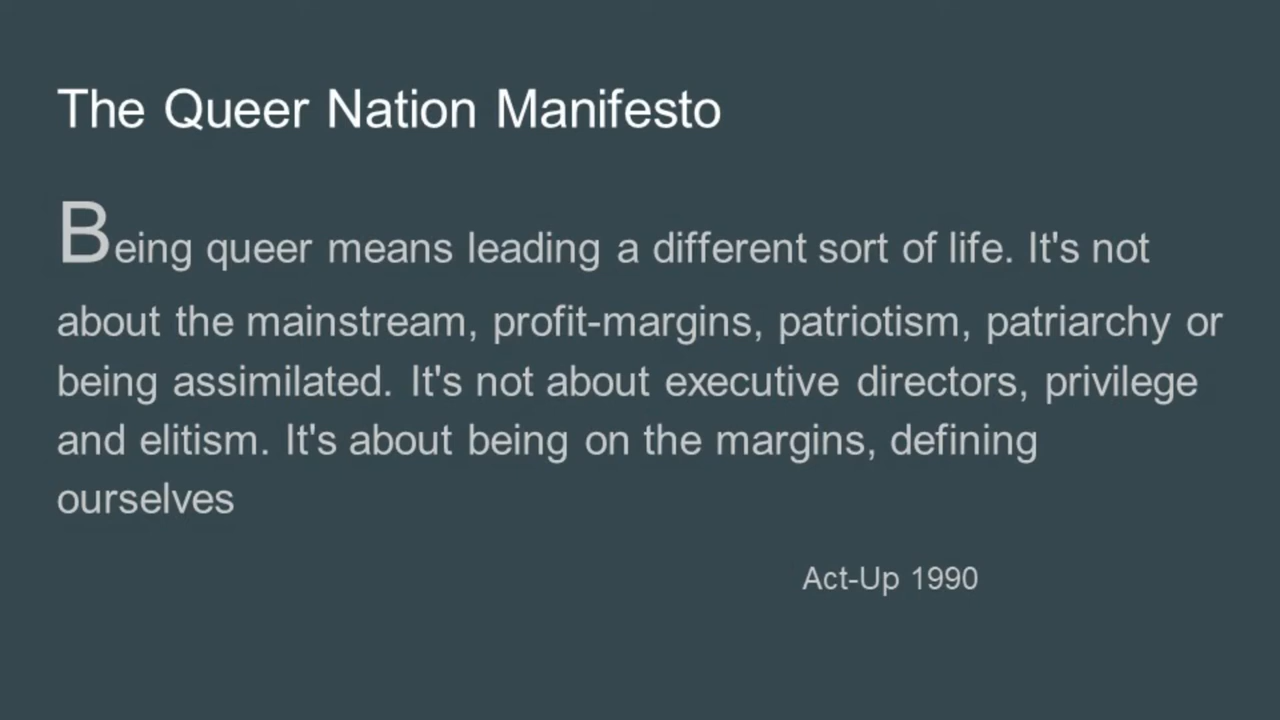 The Queer Nation Manifesto
Being queer means leading a different sort of life. It's not
about the mainstream, profit-margins, patriotism, patriarchy or
being assimilated. It's not about executive directors, privilege
and elitism. It's about being on the margins, defining
ourselves
Act-Up 1990